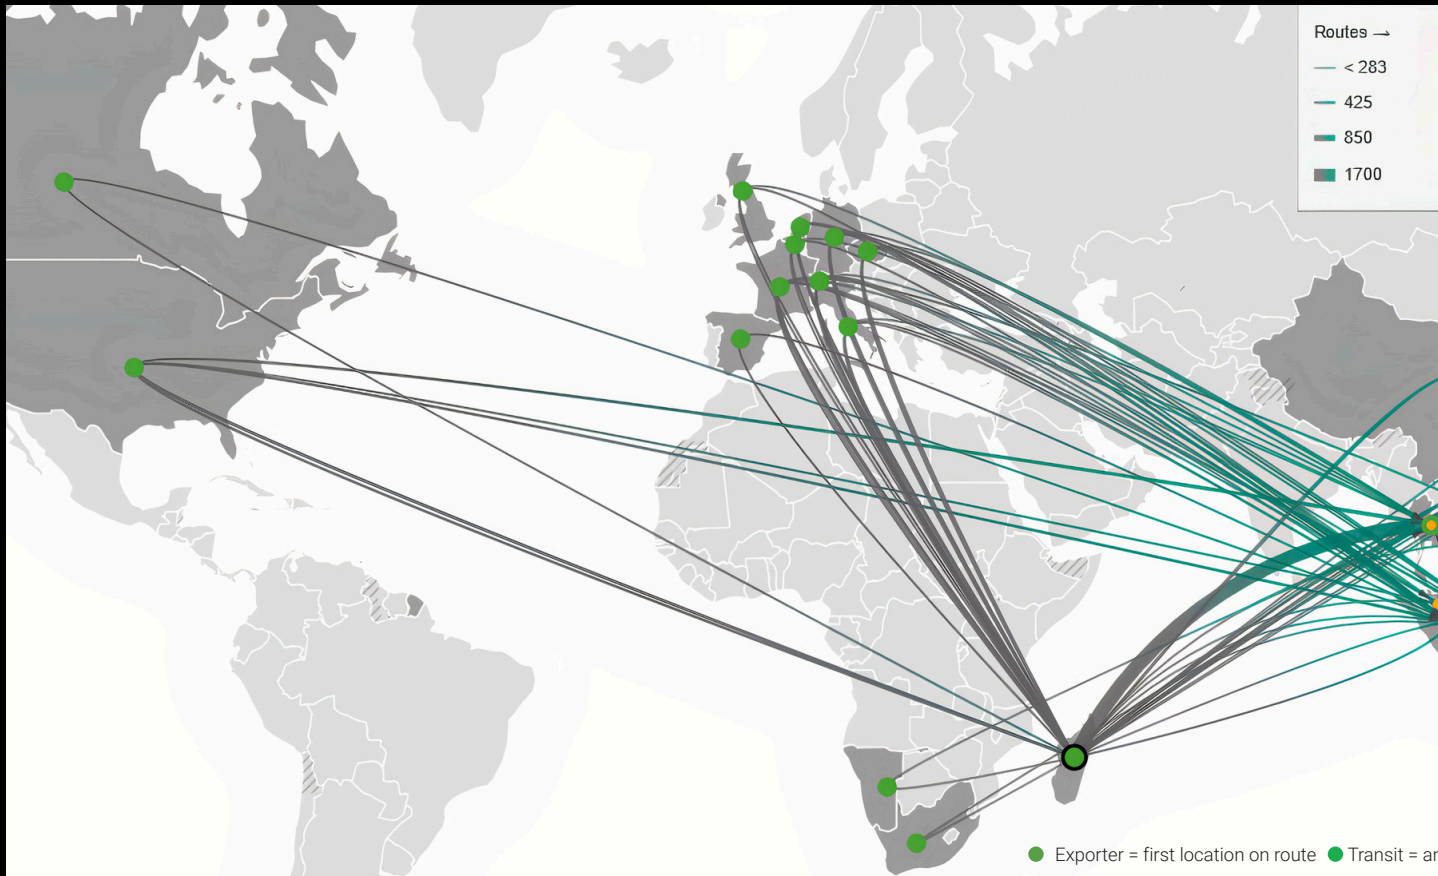 Routes →
< 283
425
850
1700
Exporter = first location on route Transit = ar